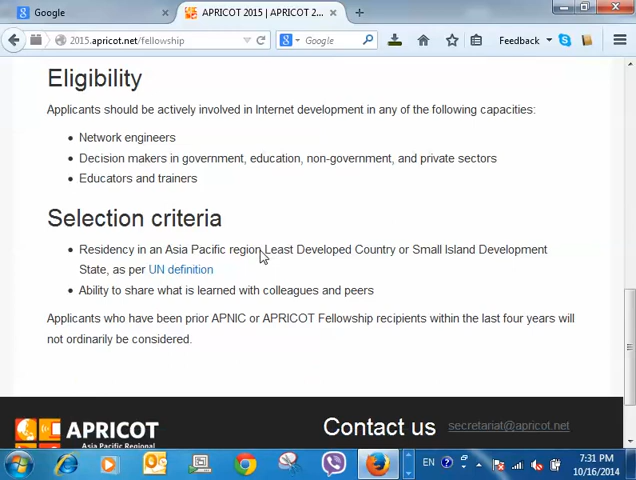 Google
APRICOT 2015 | APRICOT 2...
2015.apricot.net/fellowship
Google
Feedback
Eligibility
Applicants should be actively involved in Internet development in any of the following capacities:
Network engineers
Decision makers in government, education, non-government, and private sectors
Educators and trainers
Selection criteria
Residency in an Asia Pacific region Least Developed Country or Small Island Development
State, as per UN definition
Ability to share what is learned with colleagues and peers
Applicants who have been prior APNIC or APRICOT Fellowship recipients within the last four years will
not ordinarily be considered.
APRICOT
Asia Pacific Regional
Contact us
secretariat@apricot.net
EN
7:31 PM
10/16/2014